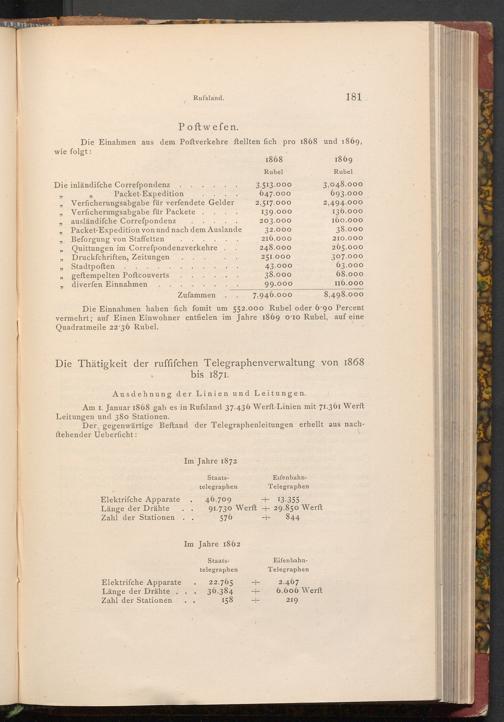 Rufsland. 181
Poſtweſen.
Die Einahmen aus dem Poſtverkehre ſtellten ſich pro 1868 und 1869,
wie folgt:
1868 1869
Rubel Rubel
Die inländiſche Correſpondenz . . . . . . 3,513.000 3,048.000
„ „ Packet-Expedition . . . . . 647.000 693.000
„ Verſicherungsabgabe für verſendete Gelder 2,517.000 2,494.000
„ Verſicherungsabgabe für Packete . . . . 139.000 136.000
„ ausländiſche Correſpondenz . . . . . 203.000 160.000
„ Packet-Expedition von und nach dem Auslande 32.000 38.000
„ Beſorgung von Staffetten . . . . . . 216.000 210.000
„ Quittungen im Correſpondenzverkehre . . 248.000 265.000
„ Druckſchriften, Zeitungen . . . . . . 251.000 307.000
„ Stadtpoſten . . . . . . . . . . 43.000 63.000
„ geſtempelten Poſtcouverts . . . . . 38.000 68.000
„ diverſen Einnahmen . . . . . . . 99.000 116.000
Zuſammen . . 7,946.000 8,498.000
Die Einnahmen haben ſich ſomit um 552.000 Rubel oder 6·90 Percent
vermehrt; auf Einen Einwohner entfielen im Jahre 1869 0·10 Rubel, auf eine
Quadratmeile 22·36 Rubel.
Die Thätigkeit der ruſſiſchen Telegraphenverwaltung von 1868
bis 1871.
Ausdehnung der Linien und Leitungen.
Am 1. Januar 1868 gab es in Rufsland 37.436 Werſt Linien mit 71.361 Werſt
Leitungen und 380 Stationen.
Der gegenwärtige Beſtand der Telegraphenleitungen erhellt aus nach-
ſtehender Ueberſicht:
Im Jahre 1872
Staats- Eiſenbahn-
telegraphen Telegraphen
Elektriſche Apparate . 46.709 + 13.355
Länge der Drähte . . 91.730 Werſt + 29.850 Werſt
Zahl der Stationen . . 576 + 844
Im Jahre 1862
Staats- Eiſenbahn-
telegraphen Telegraphen
Elektriſche Apparate . 22.765 + 2.467
Länge der Drähte . . . 36.384 + 6.606 Werſt
Zahl der Stationen . . 158 + 219